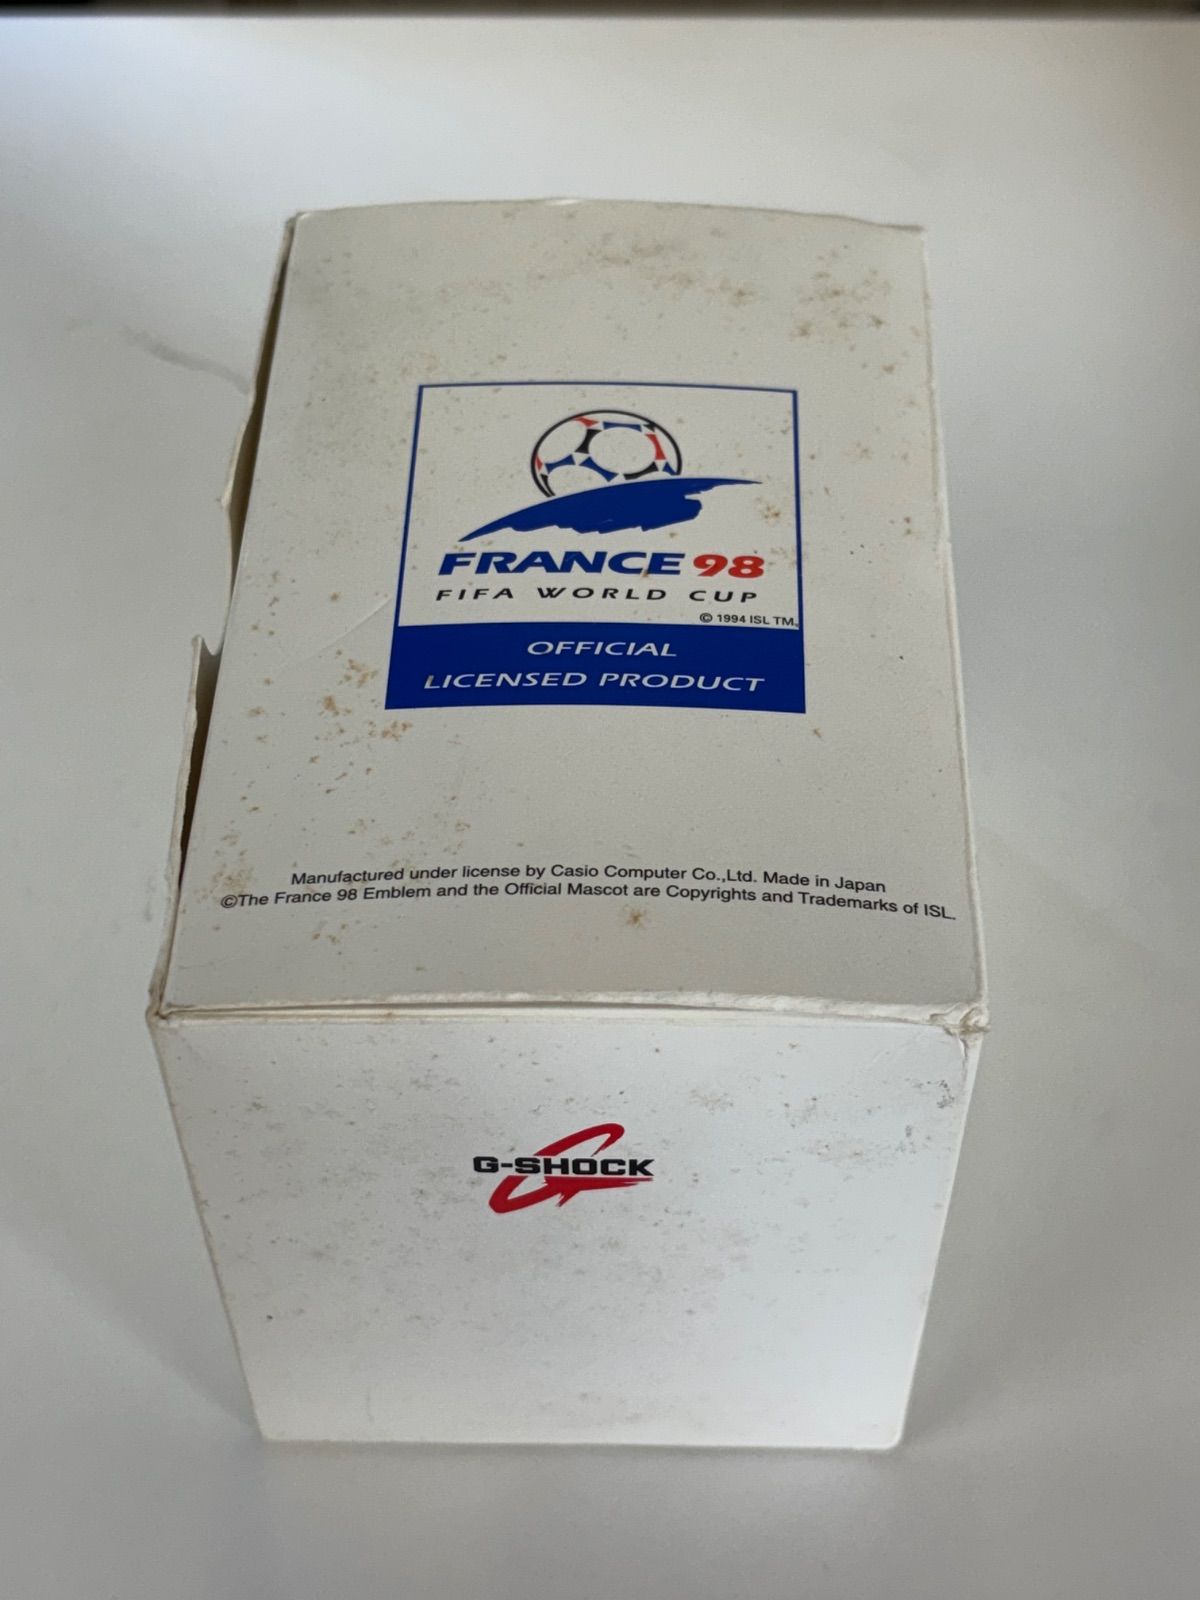 FRANCE 98
FIFA WORLD CUP
© 1994 ISL TM.
OFFICIAL
LICENSED PRODUCT
Manufactured under license by Casio Computer Co.,Ltd. Made in Japan
©The France 98 Emblem and the Official Mascot are Copyrights and Trademarks of ISL.
G-SHOCK